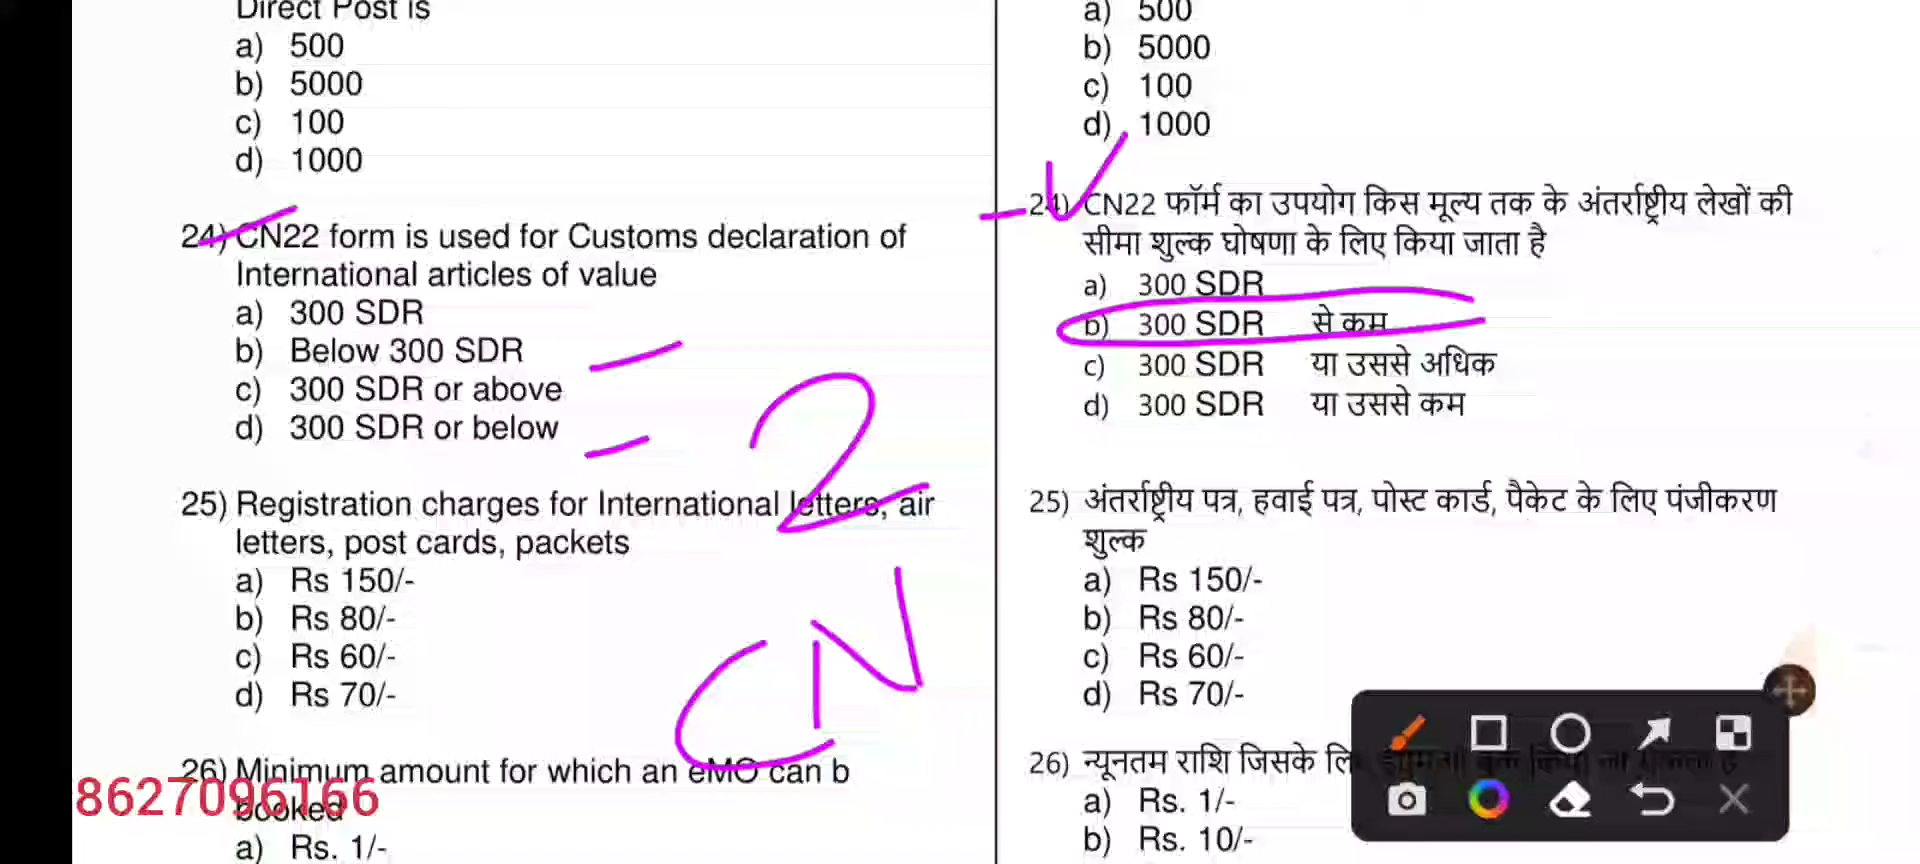 Direct Post is
a) 500
b) 5000
c) 100
d) 1000
24) CN22 form is used for Customs declaration of
International articles of value
a) 300 SDR
b) Below 300 SDR
c) 300 SDR or above
d) 300 SDR or below
25) Registration charges for International letters, air
letters, post cards, packets
a) Rs 150/-
b) Rs 80/-
c) Rs 60/-
d) Rs 70/-
26) Minimum amount for which an eMO can b
booked
a) Rs. 1/-
2
CN
8627096166
a) 500
b) 5000
c) 100
d) 1000
24) CN22 फॉर्म का उपयोग किस मूल्य तक के अंतर्राष्ट्रीय लेखों की
सीमा शुल्क घोषणा के लिए किया जाता है
a) 300 SDR
b) 300 SDR से कम
c) 300 SDR या उससे अधिक
d) 300 SDR या उससे कम
25) अंतर्राष्ट्रीय पत्र, हवाई पत्र, पोस्ट कार्ड, पैकेट के लिए पंजीकरण
शुल्क
a) Rs 150/-
b) Rs 80/-
c) Rs 60/-
d) Rs 70/-
26) न्यूनतम राशि जिसके
a) Rs. 1/-
b) Rs. 10/-